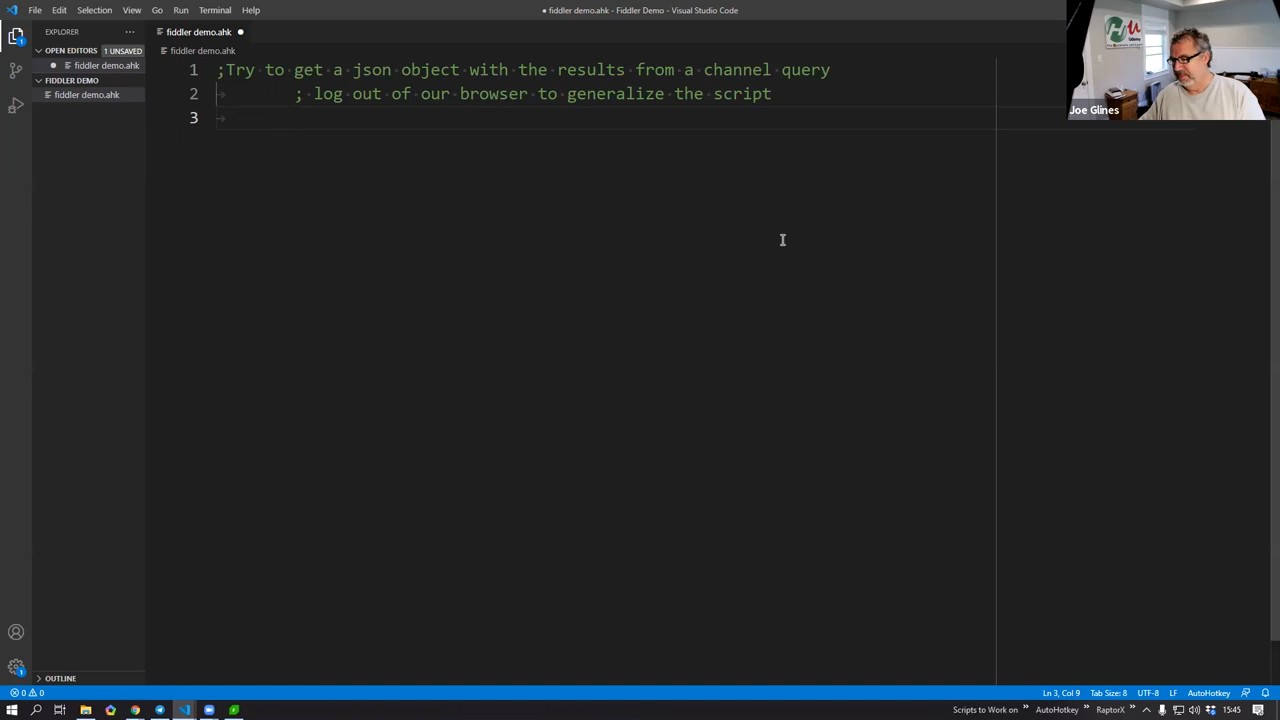 File Edit Selection View Go Run Terminal Help
● fiddler demo.ahk - Fiddler Demo - Visual Studio Code
EXPLORER
fiddler demo.ahk
OPEN EDITORS 1 UNSAVED
fiddler demo.ahk
fiddler demo.ahk
FIDDLER DEMO
fiddler demo.ahk
1 ;Try to get a json object with the results from a channel query
2 ; log out of our browser to generalize the script
3
Udemy
Joe Glines
OUTLINE
0 0
Ln 3, Col 9 Tab Size: 8 UTF-8 LF AutoHotkey
Scripts to Work on AutoHotkey RaptorX 15:45